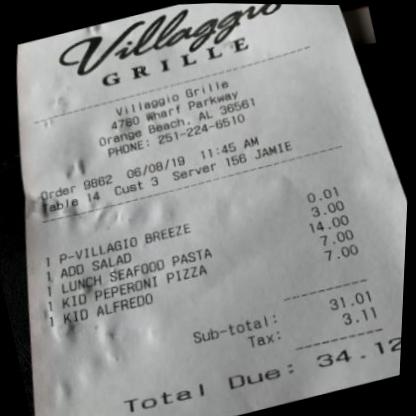 Villaggio
GRILLE
Villaggio Grille
4780 Wharf Parkway
Orange Beach, AL 36561
PHONE: 251-224-6510
Order 9862 06/08/19 11:45 AM
Table 14 Cust 3 Server 156 JAMIE
1 P-VILLAGIO BREEZE 0.01
1 ADD SALAD 3.00
1 LUNCH SEAFOOD PASTA 14.00
1 KID PEPERONI PIZZA 7.00
1 KID ALFREDO 7.00
Sub-total: 31.01
Tax: 3.11
Total Due: 34.12